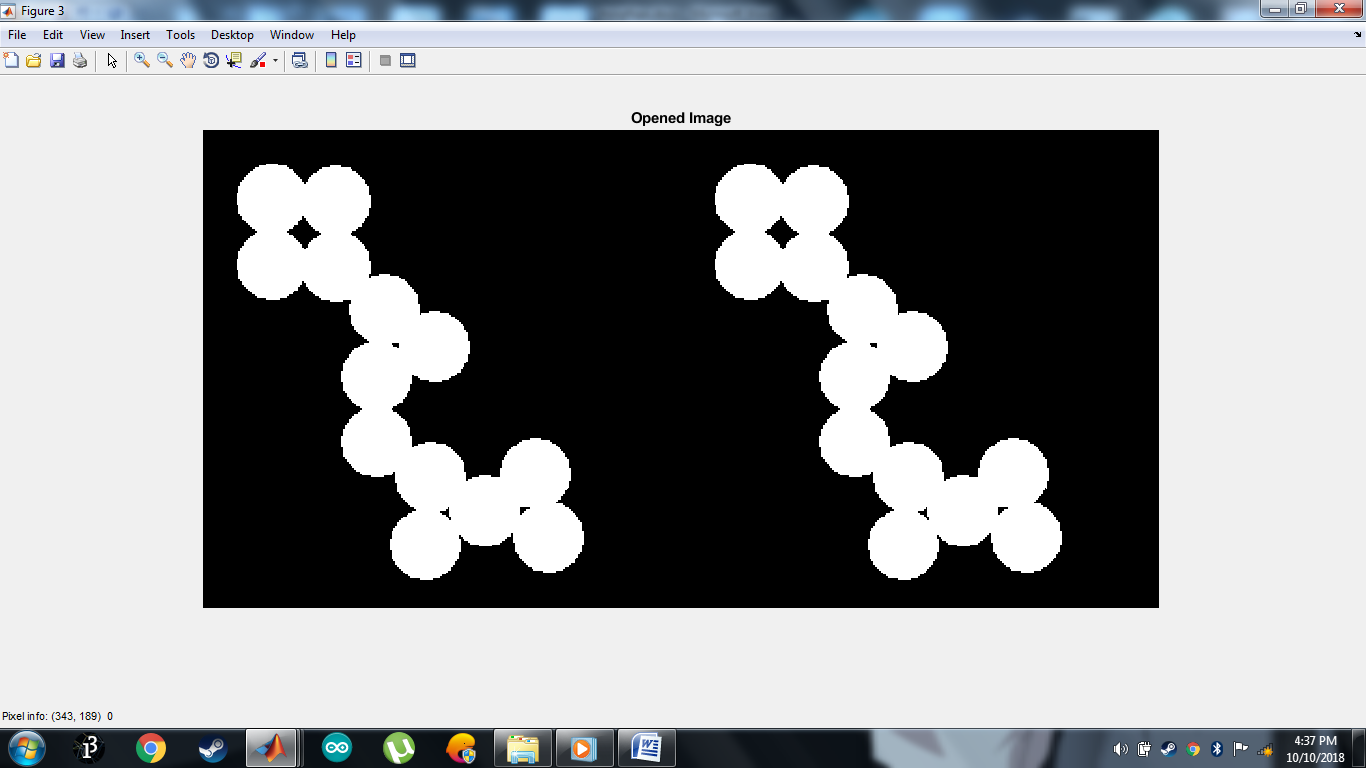 Figure 3
File Edit View Insert Tools Desktop Window Help
Opened Image
Pixel info: (343, 189) 0
4:37 PM
10/10/2018